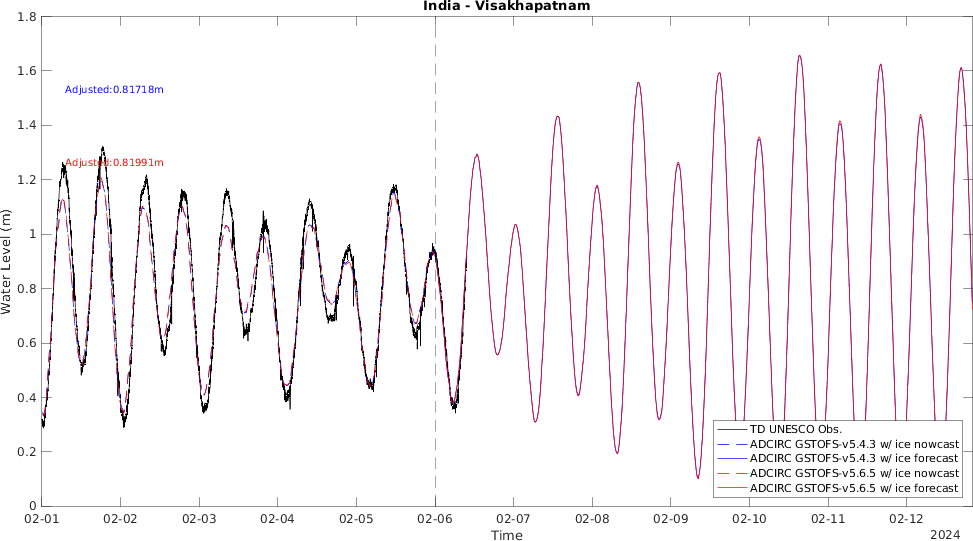 India - Visakhapatnam
1.8
1.6
1.4
1.2
1
0.8
0.6
0.4
0.2
0
Water Level (m)
Adjusted:0.81718m
Adjusted:0.81991m
TD UNESCO Obs.
ADCIRC GSTOFS-v5.4.3 w/ ice nowcast
ADCIRC GSTOFS-v5.4.3 w/ ice forecast
ADCIRC GSTOFS-v5.6.5 w/ ice nowcast
ADCIRC GSTOFS-v5.6.5 w/ ice forecast
02-01 02-02 02-03 02-04 02-05 02-06 02-07 02-08 02-09 02-10 02-11 02-12
Time
2024